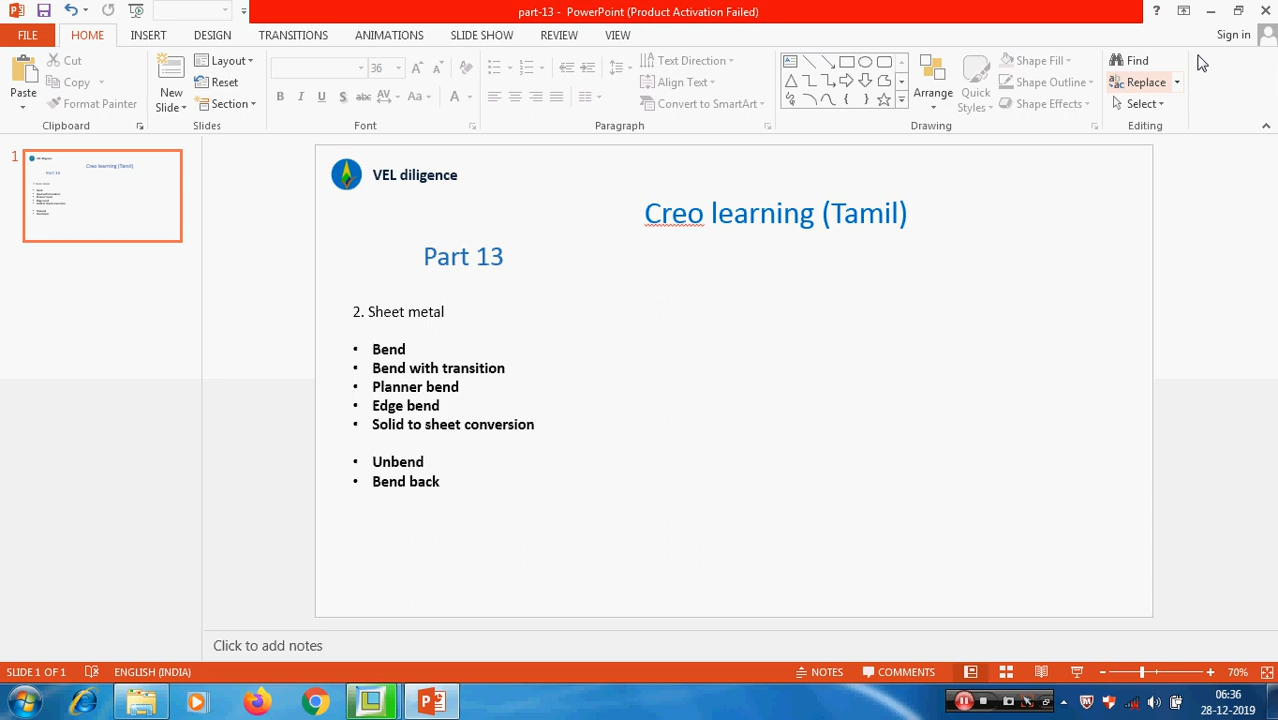 part-13 - PowerPoint (Product Activation Failed)
FILE HOME INSERT DESIGN TRANSITIONS ANIMATIONS SLIDE SHOW REVIEW VIEW Sign in
Paste
Cut
Copy
Format Painter
Clipboard
New Slide
Layout
Reset
Section
Slides
36
B I U S abc AV Aa A
Font
Text Direction
Align Text
Convert to SmartArt
Paragraph
Arrange
Quick Styles
Shape Fill
Shape Outline
Shape Effects
Drawing
Find
Replace
Select
Editing
1
VEL diligence
Creo learning (Tamil)
Part 13
2. Sheet metal
• Bend
• Bend with transition
• Planner bend
• Edge bend
• Solid to sheet conversion
• Unbend
• Bend back
Click to add notes
SLIDE 1 OF 1 ENGLISH (INDIA) NOTES COMMENTS 70%
06:36
28-12-2019